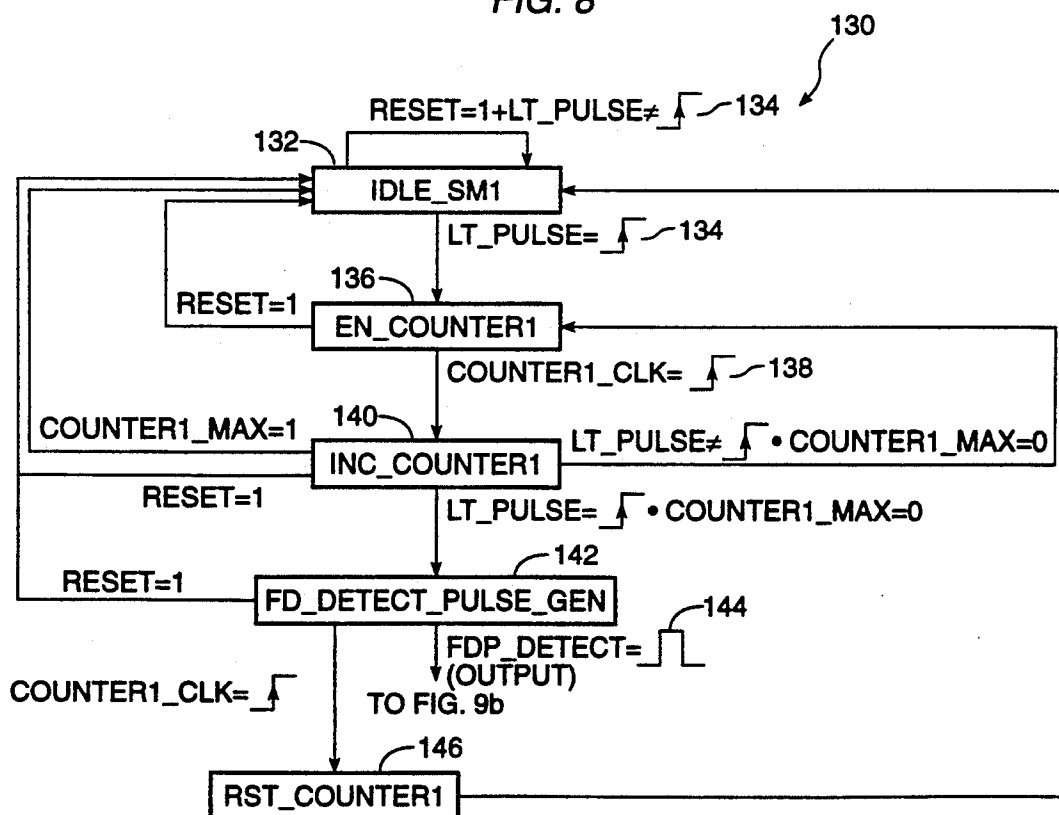 FIG. 8
130
RESET=1+LT_PULSE≠ 134
132
IDLE_SM1
LT_PULSE= 134
136
RESET=1
EN_COUNTER1
COUNTER1_CLK= 138
COUNTER1_MAX=1
140
LT_PULSE≠ • COUNTER1_MAX=0
INC_COUNTER1
RESET=1
LT_PULSE= • COUNTER1_MAX=0
142
RESET=1
FD_DETECT_PULSE_GEN
144
FDP_DETECT=
(OUTPUT)
COUNTER1_CLK=
TO FIG. 9b
146
RST_COUNTER1